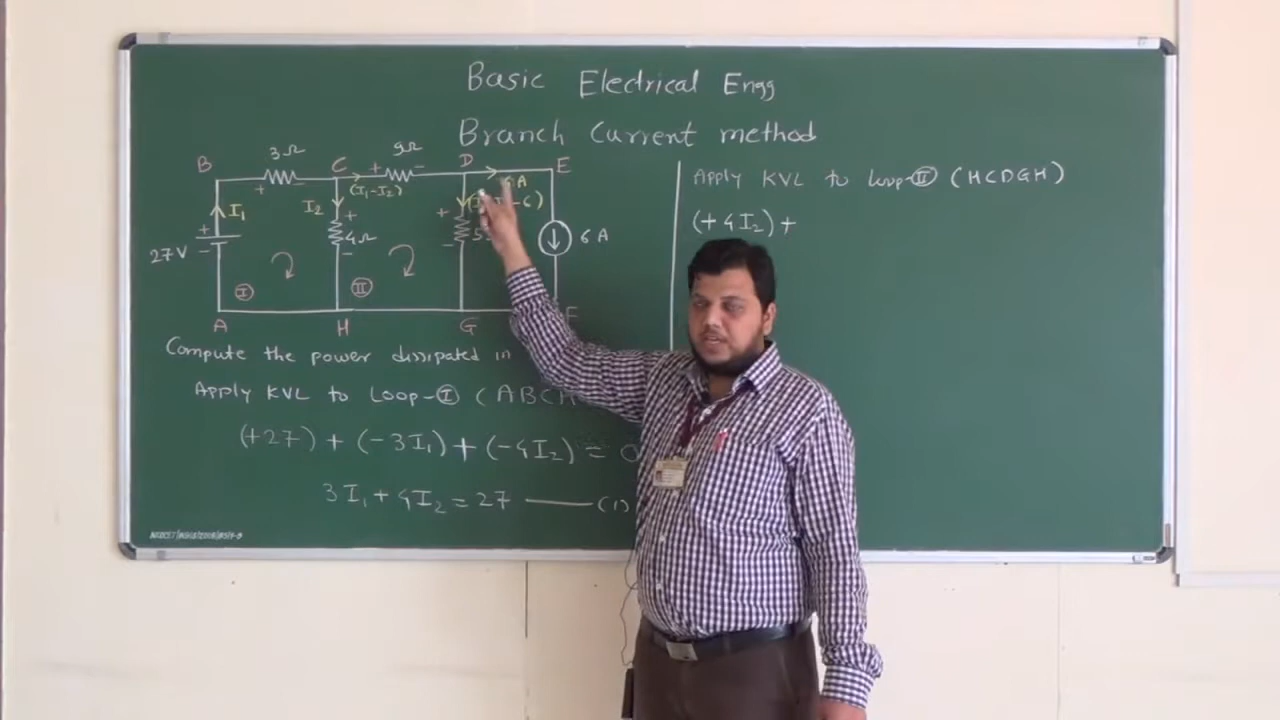 Basic Electrical Engg
Branch Current method
B 3Ω C 9Ω D E
+ - + - 6A
I₁ I₂ (I₁-I₂) -6)
+ + +
27V - 4Ω - - 6A
I II
A H G F
Compute the power dissipated in
Apply KVL to Loop-I (ABCH
(+27) + (-3I₁) + (-4I₂) = 0
3I₁ + 4I₂ = 27 —— (1)
Apply KVL to loop-II (HCDGH)
(+4I₂) +